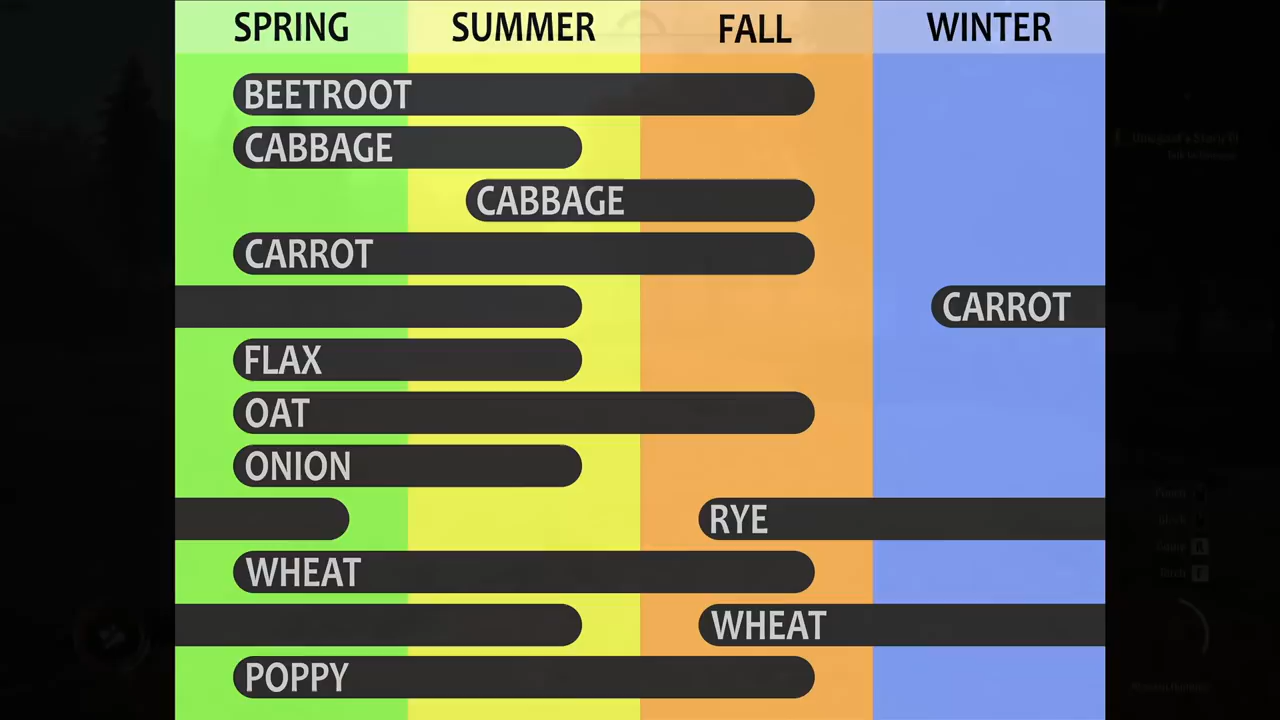 SPRING SUMMER FALL WINTER
BEETROOT
CABBAGE
CABBAGE
CARROT
CARROT
FLAX
OAT
ONION
RYE
WHEAT
WHEAT
POPPY